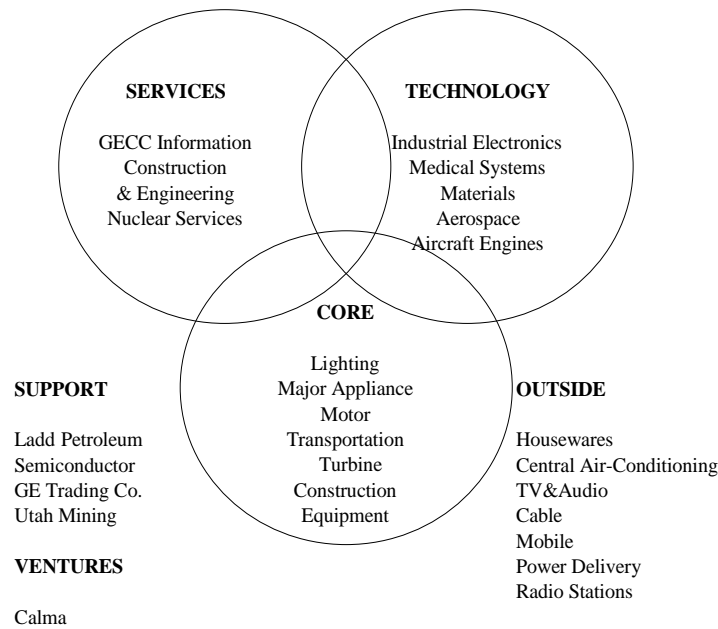 SERVICES
GECC Information
Construction
& Engineering
Nuclear Services
TECHNOLOGY
Industrial Electronics
Medical Systems
Materials
Aerospace
Aircraft Engines
CORE
Lighting
Major Appliance
Motor
Transportation
Turbine
Construction
Equipment
SUPPORT
Ladd Petroleum
Semiconductor
GE Trading Co.
Utah Mining
VENTURES
Calma
OUTSIDE
Housewares
Central Air-Conditioning
TV&Audio
Cable
Mobile
Power Delivery
Radio Stations